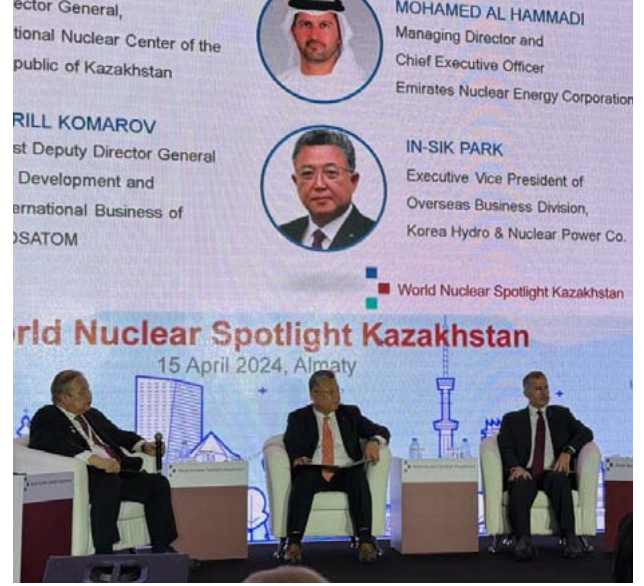 ector General,
tional Nuclear Center of the
public of Kazakhstan
RILL KOMAROV
st Deputy Director General
Development and
ernational Business of
OSATOM
MOHAMED AL HAMMADI
Managing Director and
Chief Executive Officer
Emirates Nuclear Energy Corporation
IN-SIK PARK
Executive Vice President of
Overseas Business Division,
Korea Hydro & Nuclear Power Co.
World Nuclear Spotlight Kazakhstan
orld Nuclear Spotlight Kazakhstan
15 April 2024, Almaty